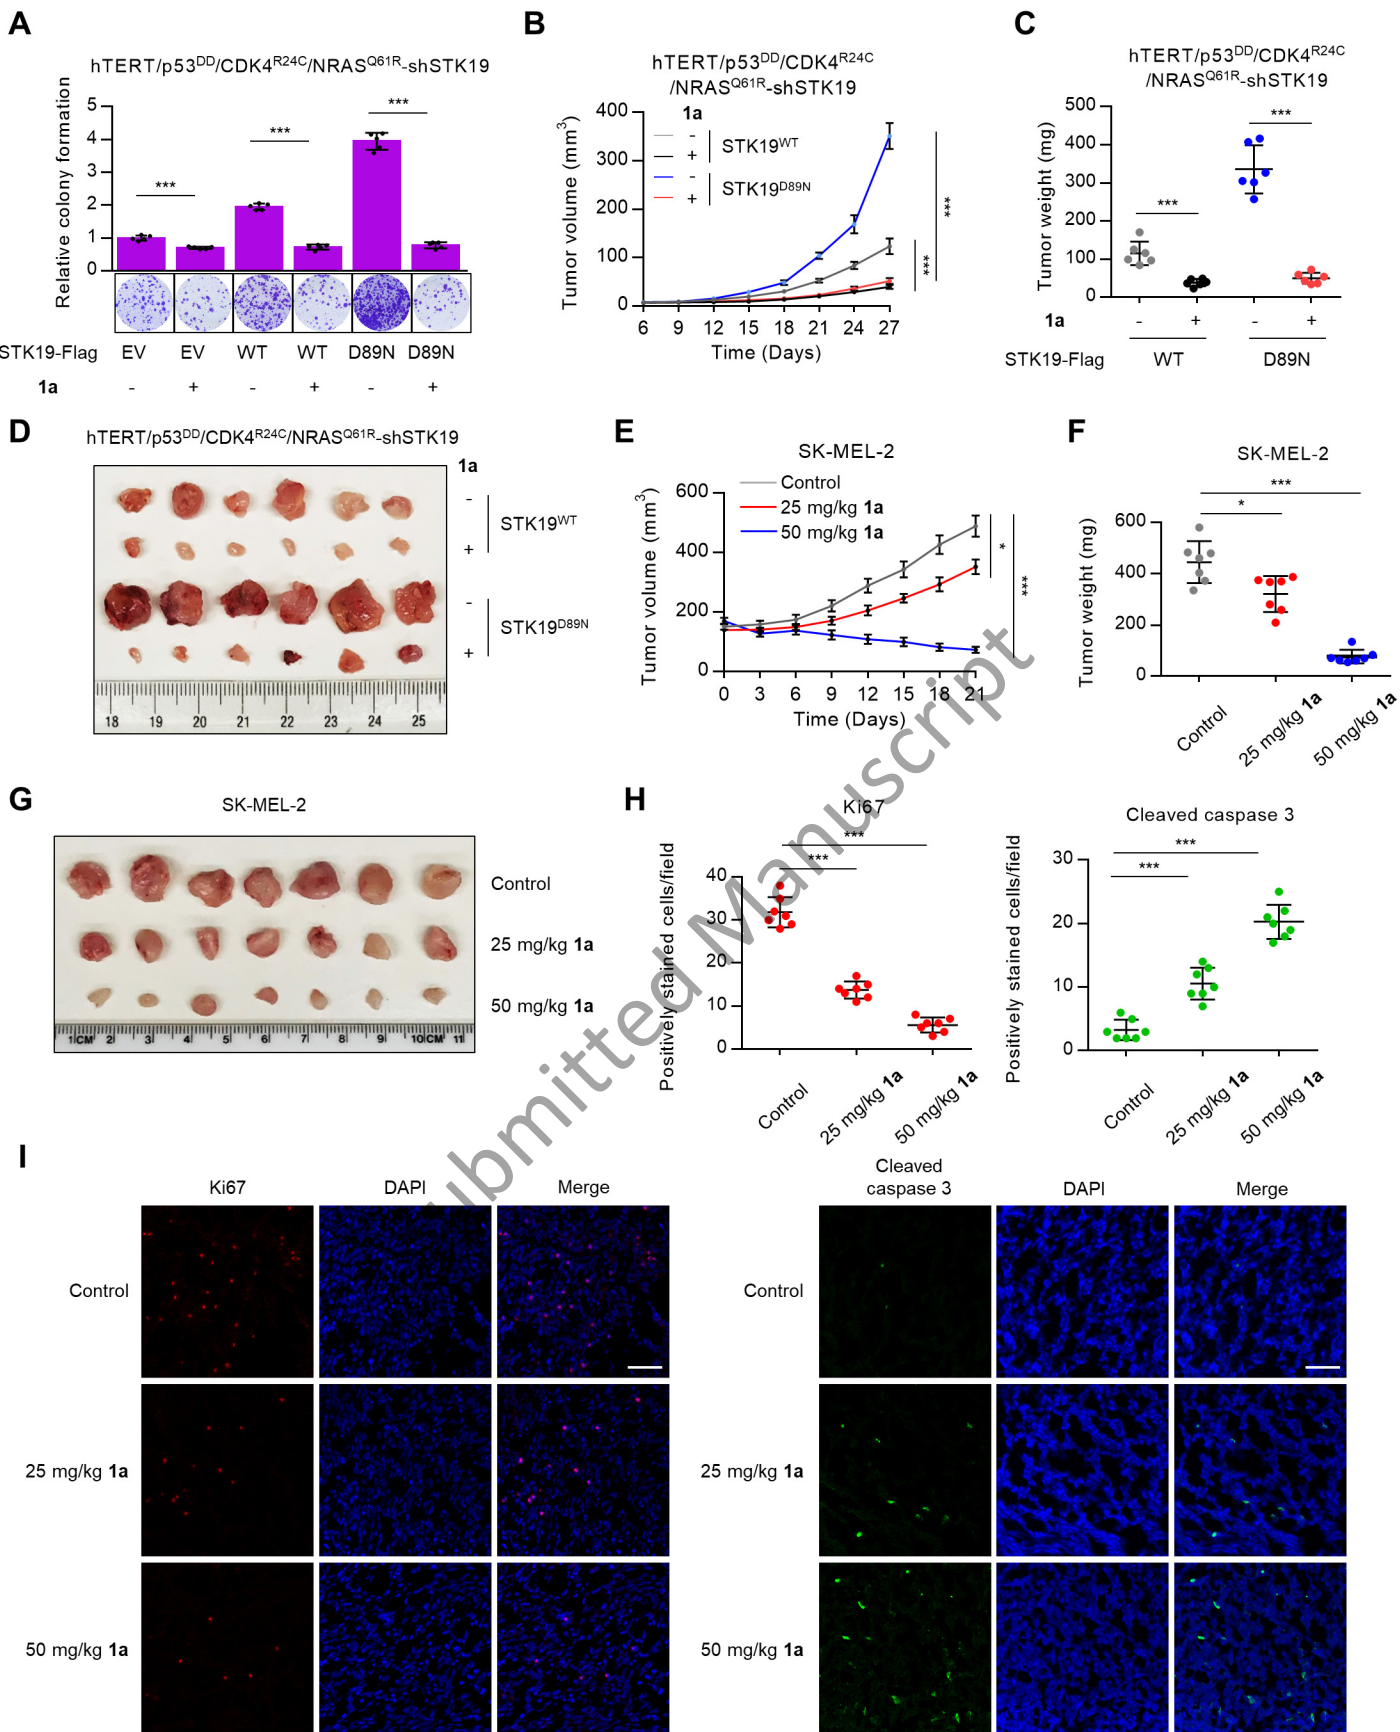 A
hTERT/p53DD/CDK4R24C/NRASQ61R-shSTK19
Relative colony formation
5
4
3
2
1
0
***
***
***
STK19-Flag EV EV WT WT D89N D89N
1a - + - + - +
B
hTERT/p53DD/CDK4R24C
/NRASQ61R-shSTK19
Tumor volume (mm3)
400
300
200
100
0
1a
-
+
STK19WT
-
+
STK19D89N
***
***
6 9 12 15 18 21 24 27
Time (Days)
C
hTERT/p53DD/CDK4R24C
/NRASQ61R-shSTK19
Tumor weight (mg)
500
400
300
200
100
0
***
***
1a - + - +
STK19-Flag WT D89N
D
hTERT/p53DD/CDK4R24C/NRASQ61R-shSTK19
1a
-
+
STK19WT
-
+
STK19D89N
18 19 20 21 22 23 24 25
E
SK-MEL-2
Tumor volume (mm3)
600
400
200
0
Control
25 mg/kg 1a
50 mg/kg 1a
*
***
0 3 6 9 12 15 18 21
Time (Days)
F
SK-MEL-2
Tumor weight (mg)
600
400
200
0
***
*
Control
25 mg/kg 1a
50 mg/kg 1a
G
SK-MEL-2
Control
25 mg/kg 1a
50 mg/kg 1a
1 CM 2 3 4 5 6 7 8 9 10 CM 11
H
Ki67
Positively stained cells/field
40
30
20
10
0
***
***
Control
25 mg/kg 1a
50 mg/kg 1a
Cleaved caspase 3
Positively stained cells/field
30
20
10
0
***
***
Control
25 mg/kg 1a
50 mg/kg 1a
I
Ki67 DAPI Merge
Control
25 mg/kg 1a
50 mg/kg 1a
Cleaved
caspase 3 DAPI Merge
Control
25 mg/kg 1a
50 mg/kg 1a
ubmitted Manuscript